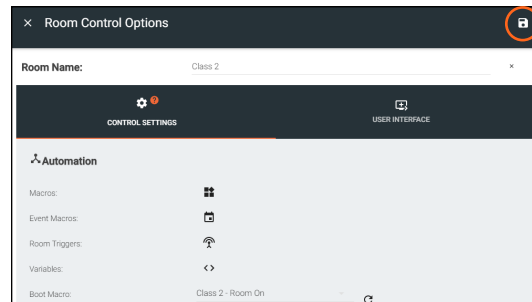 × Room Control Options
Room Name: Class 2 ×
?
CONTROL SETTINGS
USER INTERFACE
Automation
Macros:
Event Macros:
Room Triggers:
Variables:
Boot Macro: Class 2 - Room On